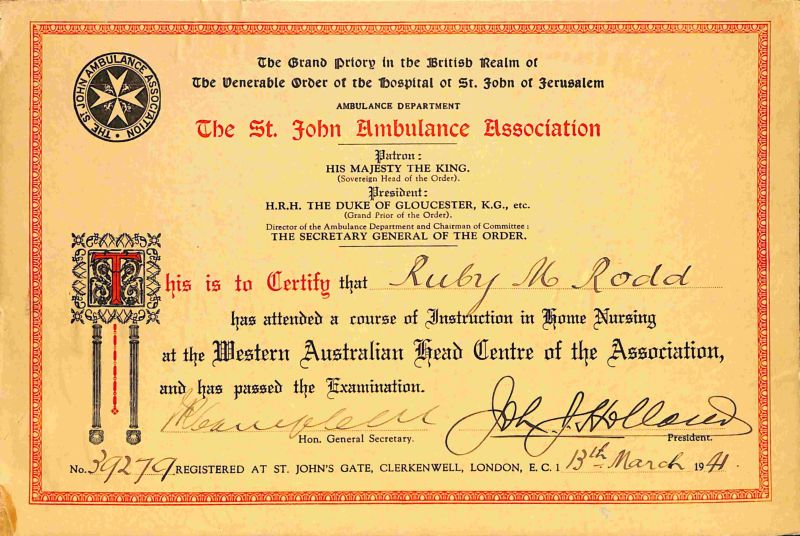 THE ST JOHN AMBULANCE ASSOCIATION
The Grand Priory in the British Realm of
The Venerable Order of the Hospital of St. John of Jerusalem
AMBULANCE DEPARTMENT
The St. John Ambulance Association
Patron:
HIS MAJESTY THE KING.
(Sovereign Head of the Order).
President:
H.R.H. THE DUKE OF GLOUCESTER, K.G., etc.
(Grand Prior of the Order).
Director of the Ambulance Department and Chairman of Committee:
THE SECRETARY GENERAL OF THE ORDER.
This is to Certify that Ruby M Rodd
has attended a course of Instruction in Home Nursing
at the Western Australian Head Centre of the Association,
and has passed the Examination.
Campbell John J. Holland
Hon. General Secretary. President.
No. 39279 REGISTERED AT ST. JOHN'S GATE, CLERKENWELL, LONDON, E.C. 1 13th March 1941.